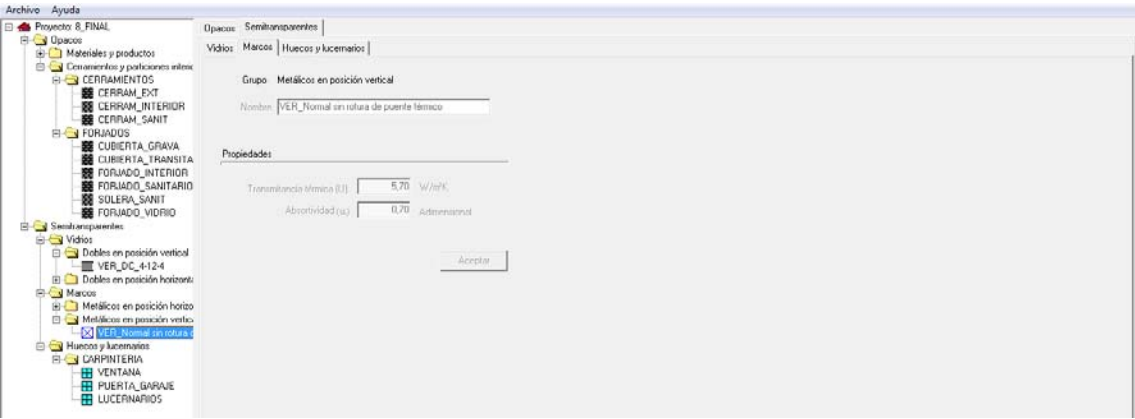 Archivo Ayuda
Proyecto: 8_FINAL
Opacos
Materiales y productos
Cerramientos y particiones interio
CERRAMIENTOS
CERRAM_EXT
CERRAM_INTERIOR
CERRAM_SANIT
FORJADOS
CUBIERTA_GRAVA
CUBIERTA_TRANSITA
FORJADO_INTERIOR
FORJADO_SANITARIO
SOLERA_SANIT
FORJADO_VIDRIO
Semitransparentes
Vidrios
Dobles en posición vertical
VER_DC_4-12-4
Dobles en posición horizonta
Marcos
Metálicos en posición horizo
Metálicos en posición vertic
VER_Normal sin rotura d
Huecos y lucernarios
CARPINTERIA
VENTANA
PUERTA_GARAJE
LUCERNARIOS
Opacos Semitransparentes
Vidrios Marcos Huecos y lucernarios
Grupo Metálicos en posición vertical
Nombre VER_Normal sin rotura de puente térmico
Propiedades
Transmitancia térmica (U) 5,70 W/m²K
Absortividad (α) 0,70 Adimensional
Aceptar